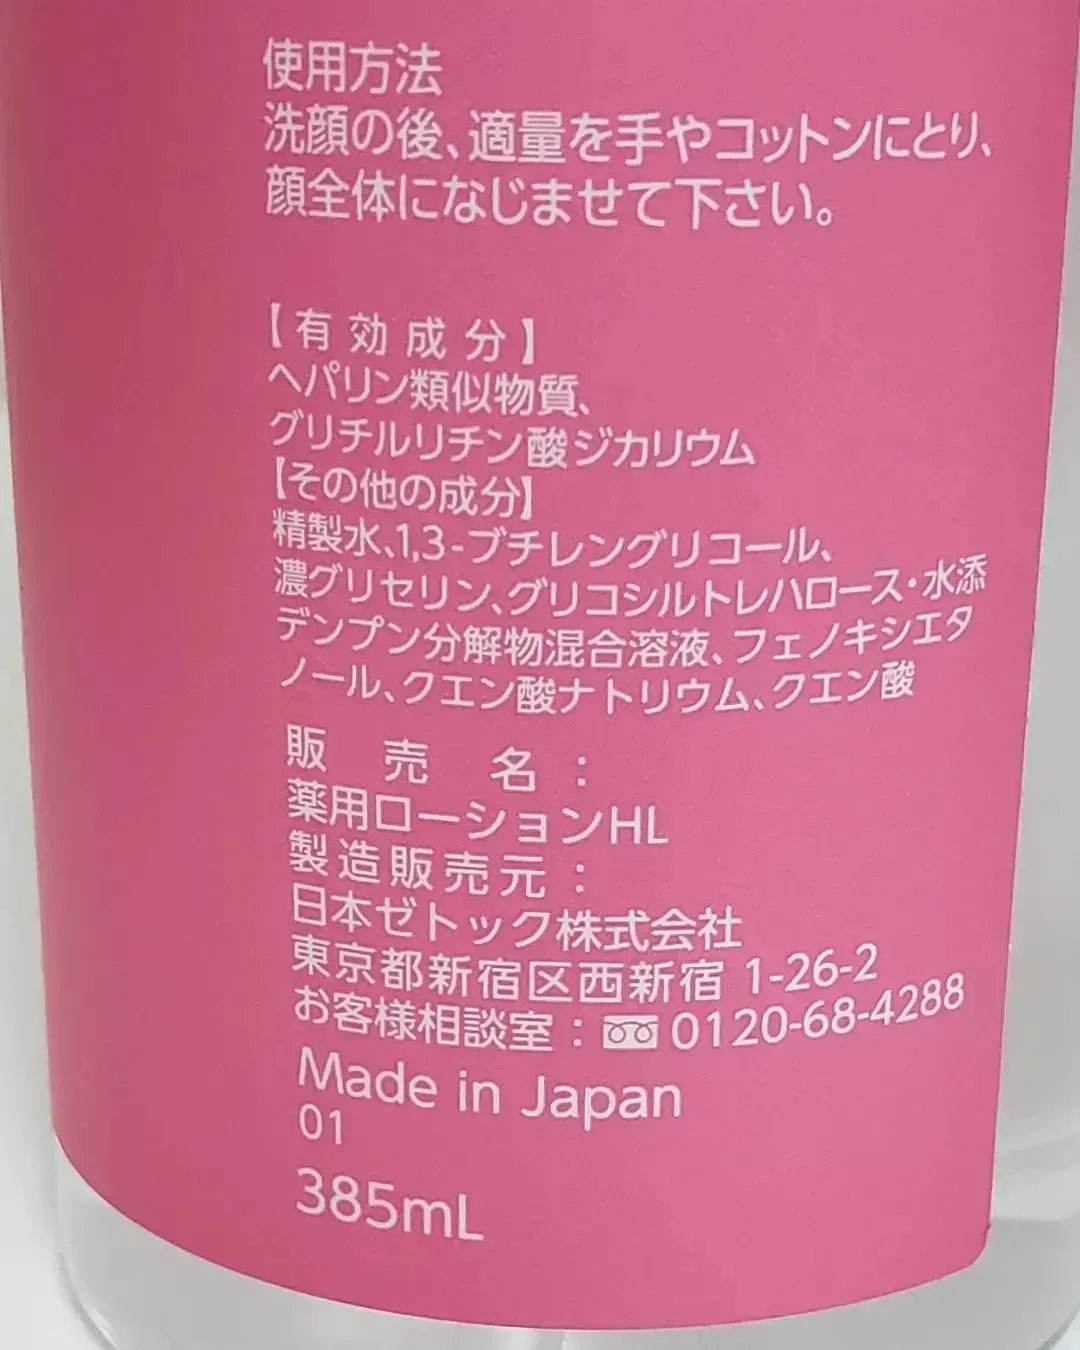 使用方法
洗顔の後、適量を手やコットンにとり、
顔全体になじませて下さい。
【有効成分】
ヘパリン類似物質、
グリチルリチン酸ジカリウム
【その他の成分】
精製水、1,3-ブチレングリコール、
濃グリセリン、グリコシルトレハロース・水添
デンプン分解物混合溶液、フェノキシエタ
ノール、クエン酸ナトリウム、クエン酸
販売名：
薬用ローションHL
製造販売元：
日本ゼトック株式会社
東京都新宿区西新宿 1-26-2
お客様相談室：0120-68-4288
Made in Japan
01
385mL